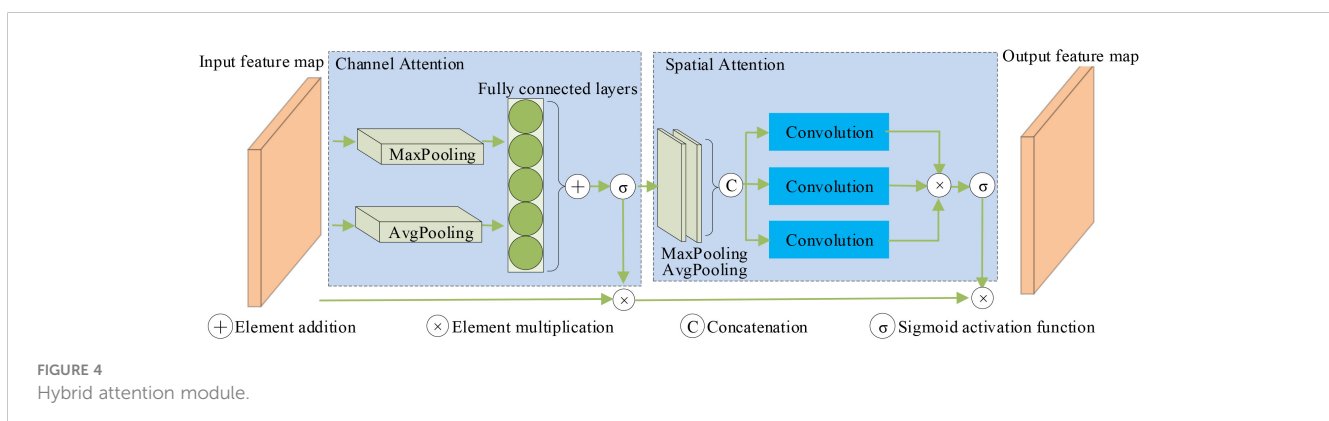 Input feature map
Channel Attention
Fully connected layers
MaxPooling
AvgPooling
+
σ
×
Spatial Attention
MaxPooling
AvgPooling
C
Convolution
Convolution
Convolution
×
σ
×
Output feature map
+ Element addition
× Element multiplication
C Concatenation
σ Sigmoid activation function
FIGURE 4
Hybrid attention module.